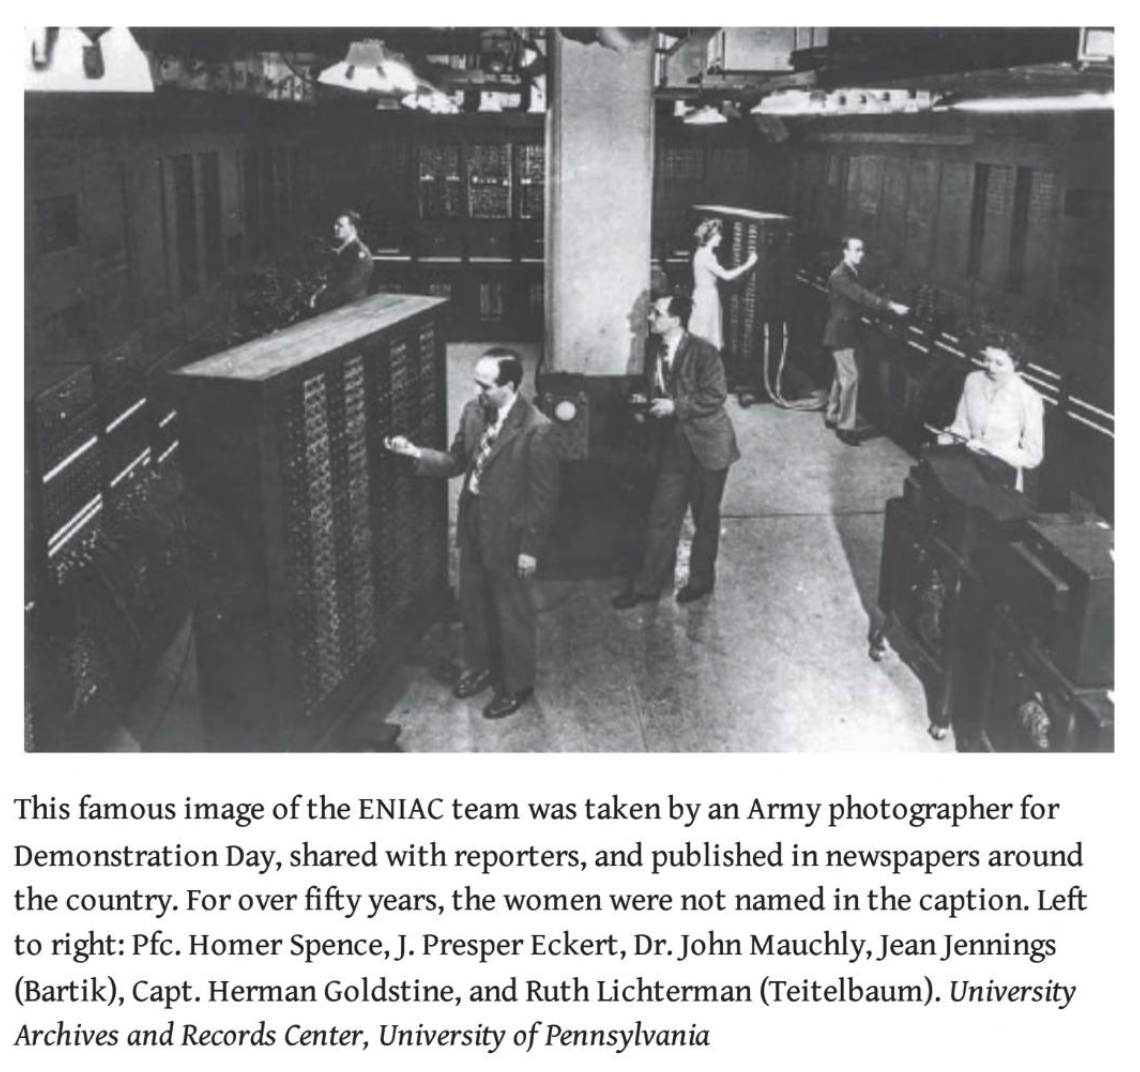 This famous image of the ENIAC team was taken by an Army photographer for
Demonstration Day, shared with reporters, and published in newspapers around
the country. For over fifty years, the women were not named in the caption. Left
to right: Pfc. Homer Spence, J. Presper Eckert, Dr. John Mauchly, Jean Jennings
(Bartik), Capt. Herman Goldstine, and Ruth Lichterman (Teitelbaum). University
Archives and Records Center, University of Pennsylvania